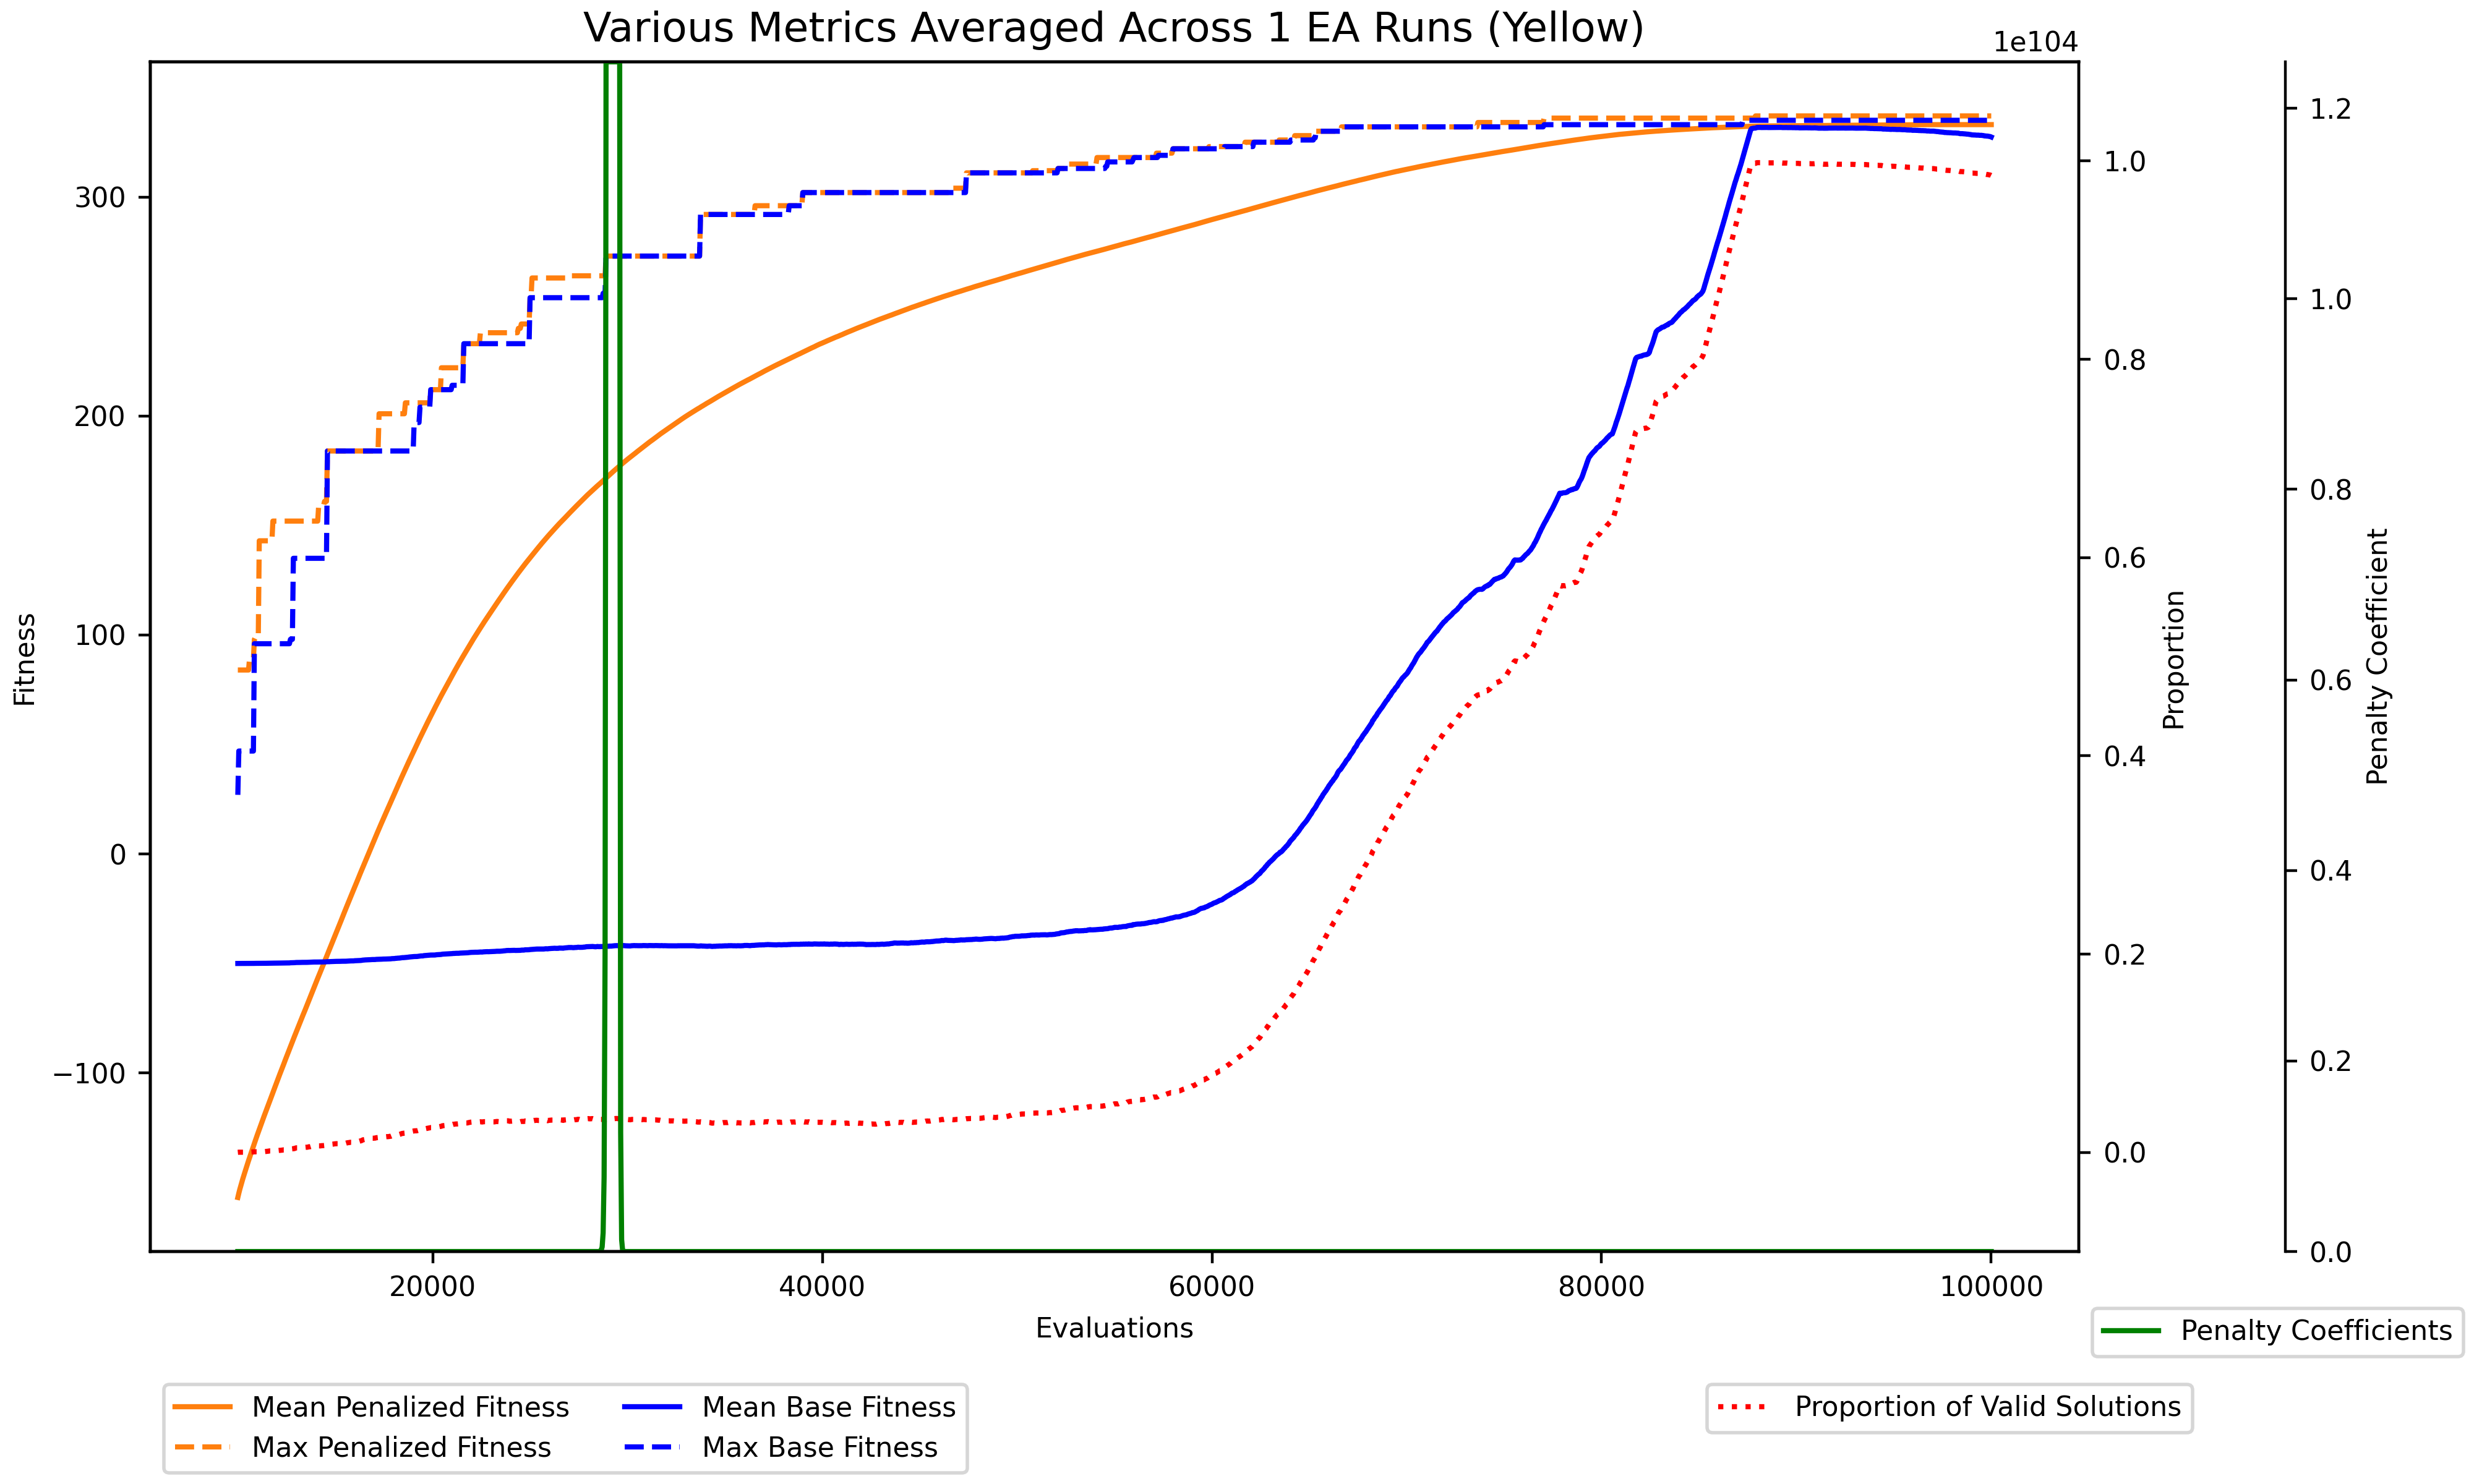 Various Metrics Averaged Across 1 EA Runs (Yellow)
1e104
300
200
100
0
−100
Fitness
1.0
0.8
0.6
0.4
0.2
0.0
Proportion
1.2
1.0
0.8
0.6
0.4
0.2
0.0
Penalty Coefficient
20000 40000 60000 80000 100000
Evaluations
Penalty Coefficients
Mean Penalized Fitness Mean Base Fitness
Max Penalized Fitness Max Base Fitness
Proportion of Valid Solutions